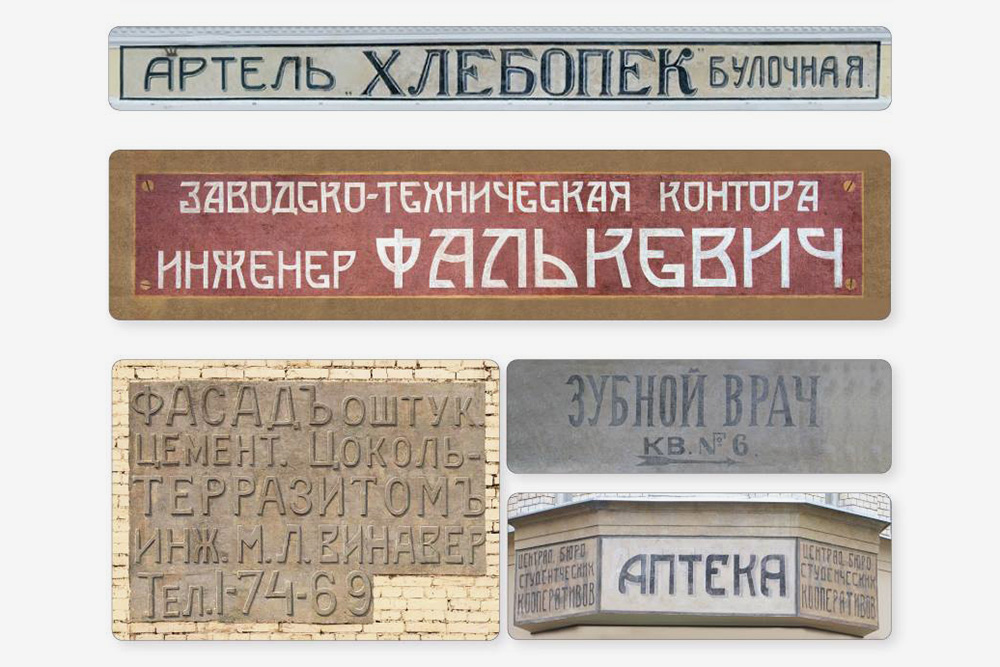 АРТЕЛЬ „ХЛЕБОПЕК" БУЛОЧНАЯ
ЗАВОДСКО-ТЕХНИЧЕСКАЯ КОНТОРА
ИНЖЕНЕР ФАЛЬКЕВИЧ
ФАСАДЪ ОШТУК.
ЦЕМЕНТ. ЦОКОЛЬ-
ТЕРРАЗИТОМЪ
ИНЖ. М.Л. ВИНАВЕР
ТЕЛ. 1-74-69
ЗУБНОЙ ВРАЧ
КВ. № 6.
ЦЕНТРАЛ. БЮРО
СТУДЕНТЧЕСКИХ
КООПЕРАТИВОВ
АПТЕКА
ЦЕНТРАЛ. БЮРО
СТУДЕНЧЕСКИХ
КООПЕРАТИВОВ